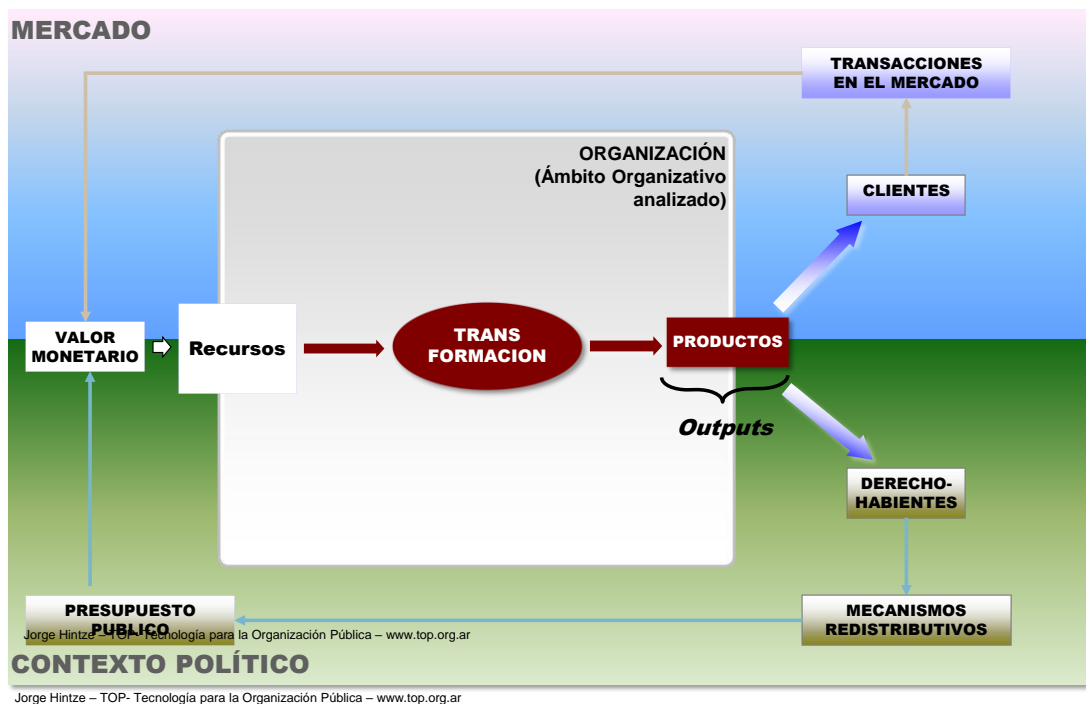 MERCADO
TRANSACCIONES
EN EL MERCADO
ORGANIZACIÓN
(Ámbito Organizativo
analizado)
CLIENTES
VALOR
MONETARIO
Recursos
TRANS
FORMACION
PRODUCTOS
Outputs
DERECHO-
HABIENTES
PRESUPUESTO
PUBLICO
MECANISMOS
REDISTRIBUTIVOS
Jorge Hintze – TOP- Tecnología para la Organización Pública – www.top.org.ar
CONTEXTO POLÍTICO
Jorge Hintze – TOP- Tecnología para la Organización Pública – www.top.org.ar